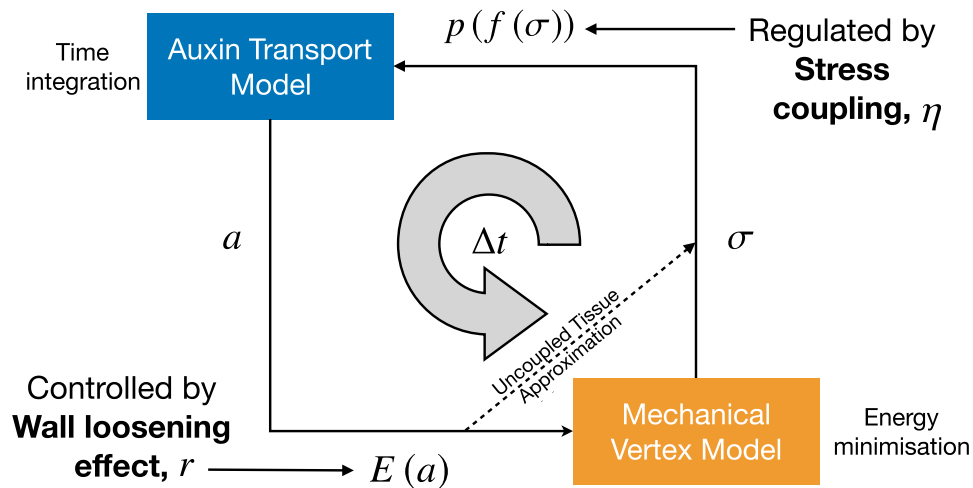 Time
integration
Auxin Transport
Model
p(f(σ))
Regulated by
Stress
coupling, η
a
Δt
σ
Uncoupled Tissue
Approximation
Controlled by
Wall loosening
effect, r
E(a)
Mechanical
Vertex Model
Energy
minimisation